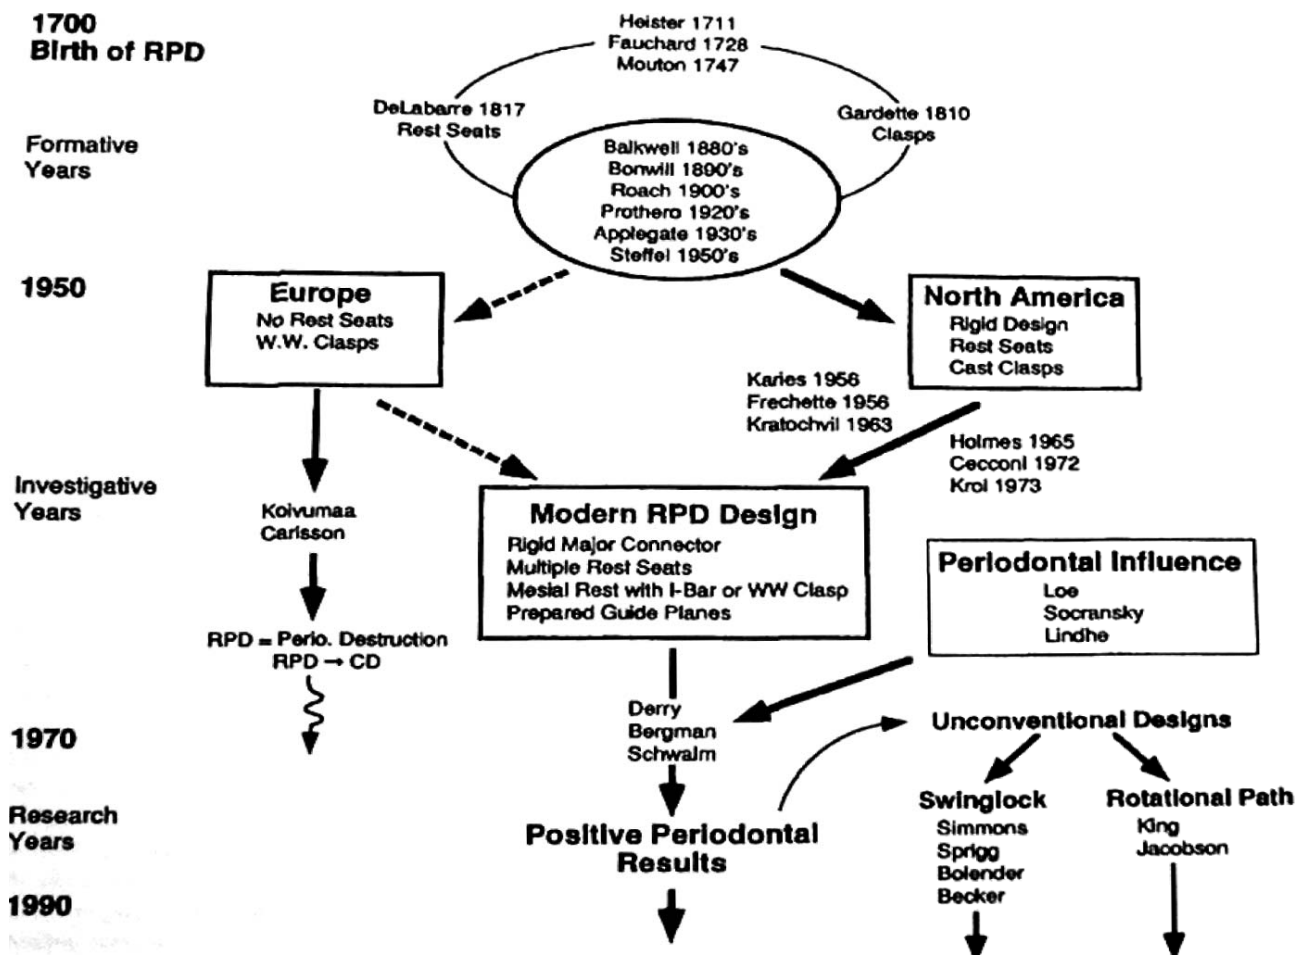 1700
Birth of RPD
Heister 1711
Fauchard 1728
Mouton 1747
DeLabarre 1817
Rest Seats
Gardette 1810
Clasps
Formative
Years
Balkwell 1880's
Bonwill 1890's
Roach 1900's
Prothero 1920's
Applegate 1930's
Steffel 1950's
1950
Europe
No Rest Seats
W.W. Clasps
North America
Rigid Design
Rest Seats
Cast Clasps
Karies 1956
Frechette 1956
Kratochvil 1963
Holmes 1965
Cecconi 1972
Krol 1973
Investigative
Years
Koivumaa
Carlsson
Modern RPD Design
Rigid Major Connector
Multiple Rest Seats
Mesial Rest with I-Bar or WW Clasp
Prepared Guide Planes
Periodontal Influence
Loe
Socransky
Lindhe
RPD = Perio. Destruction
RPD → CD
1970
Derry
Bergman
Schwalm
Unconventional Designs
Research
Years
Positive Periodontal
Results
Swinglock
Simmons
Sprigg
Bolender
Becker
Rotational Path
King
Jacobson
1990